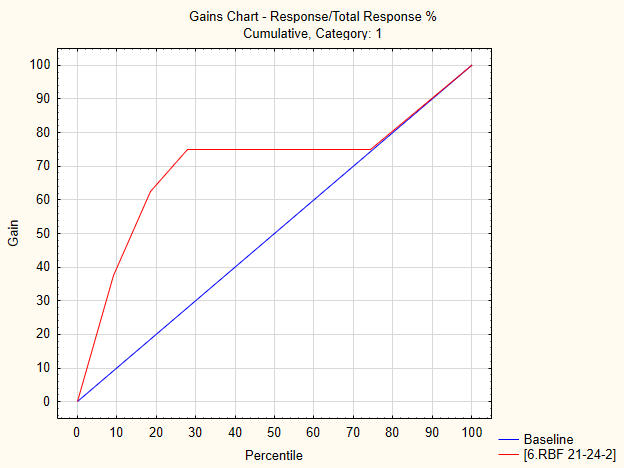 Gains Chart - Response/Total Response %
Cumulative, Category: 1
100
90
80
70
60
50
40
30
20
10
0
Gain
0 10 20 30 40 50 60 70 80 90 100
Percentile
Baseline
[6.RBF 21-24-2]